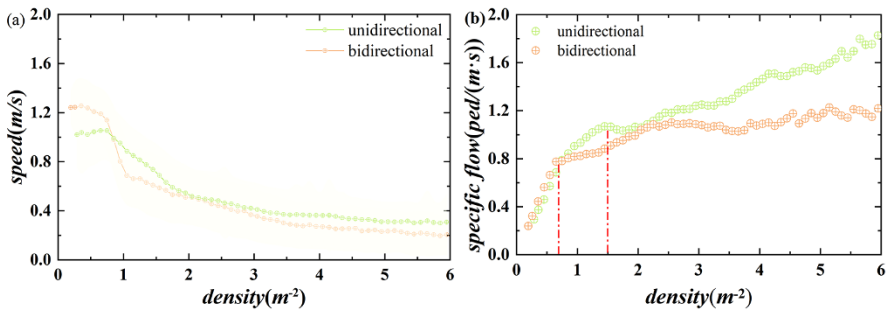 (a)
unidirectional
bidirectional
speed(m/s)
2.0
1.6
1.2
0.8
0.4
0.0
0 1 2 3 4 5 6
density(m⁻²)
(b)
unidirectional
bidirectional
specific flow(ped/(m·s))
2.0
1.6
1.2
0.8
0.4
0.0
0 1 2 3 4 5 6
density(m⁻²)